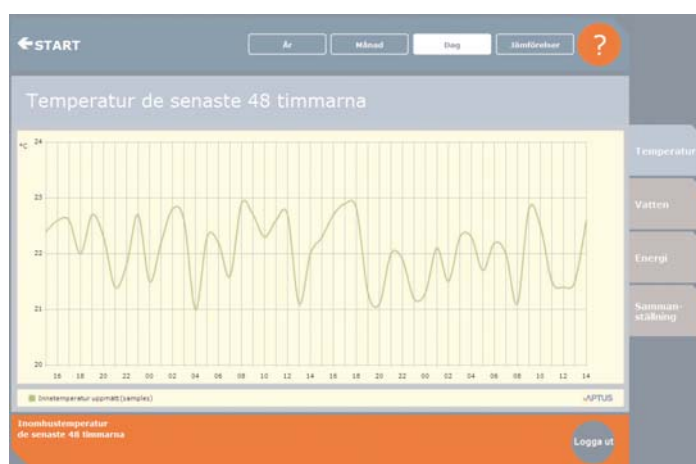 START
År
Månad
Dag
Jämförelser
?
Temperatur de senaste 48 timmarna
°C
24
23
22
21
20
16 18 20 22 00 02 04 06 08 10 12 14 16 18 20 22 00 02 04 06 08 10 12 14
Innetemperatur uppmätt (samples)
APTUS
Temperatur
Vatten
Energi
Samman-
ställning
Inomhustemperatur
de senaste 48 timmarna
Logga ut